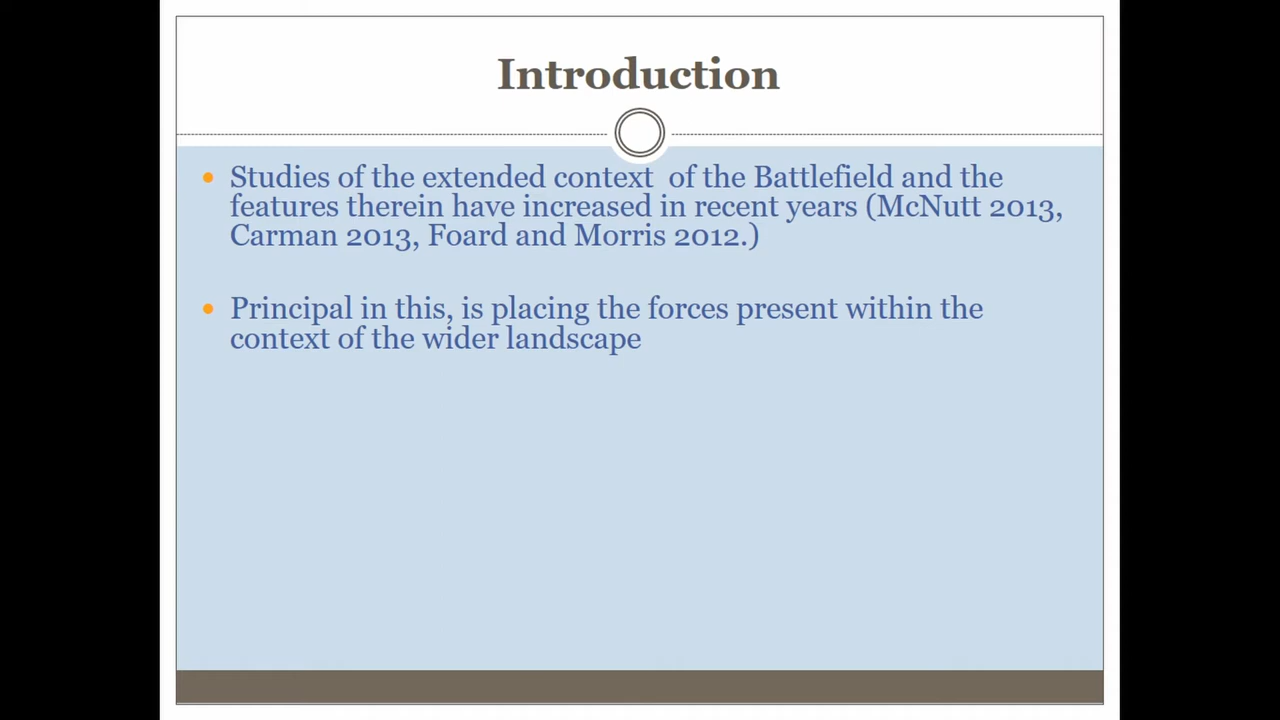 Introduction
Studies of the extended context  of the Battlefield and the
features therein have increased in recent years (McNutt 2013,
Carman 2013, Foard and Morris 2012.)
Principal in this, is placing the forces present within the
context of the wider landscape